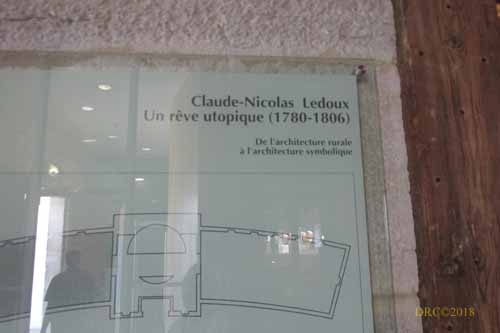 Claude-Nicolas Ledoux
Un rêve utopique (1780-1806)
De l'architecture rurale
à l'architecture symbolique
DRC©2018